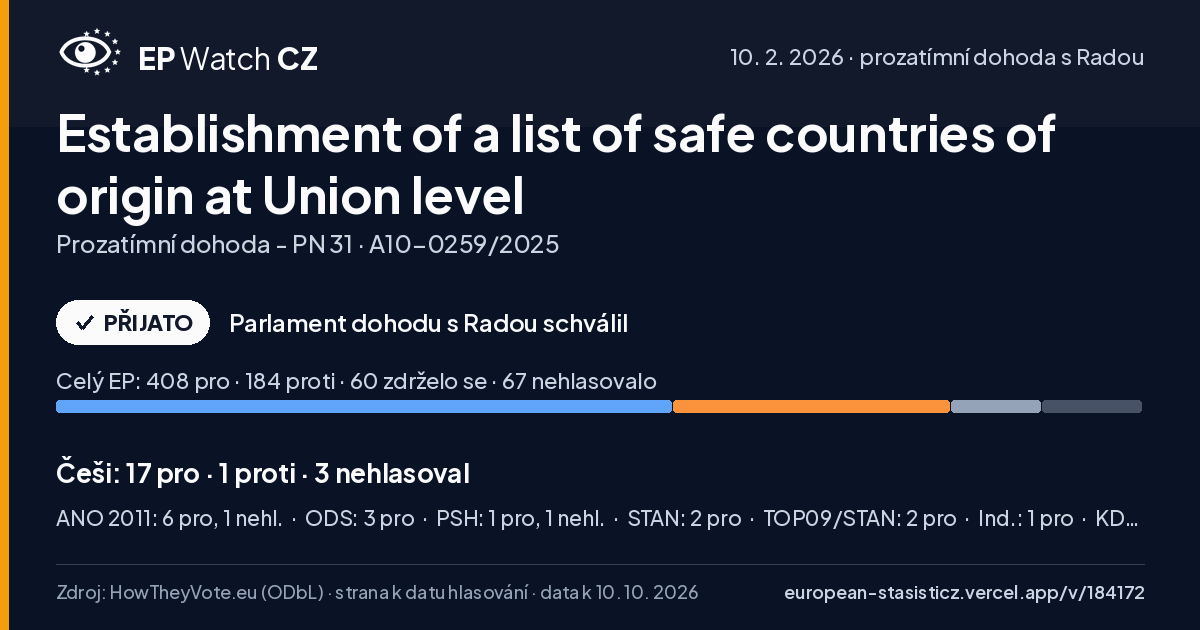 EP Watch CZ
10. 2. 2026 · prozatímní dohoda s Radou
Establishment of a list of safe countries of
origin at Union level
Prozatímní dohoda – PN 31 · A10–0259/2025
✓ PŘIJATO
Parlament dohodu s Radou schválil
Celý EP: 408 pro · 184 proti · 60 zdrželo se · 67 nehlasovalo
Češi: 17 pro · 1 proti · 3 nehlasoval
ANO 2011: 6 pro, 1 nehl. · ODS: 3 pro · PSH: 1 pro, 1 nehl. · STAN: 2 pro · TOP09/STAN: 2 pro · Ind.: 1 pro · KD…
Zdroj: HowTheyVote.eu (ODbL) · strana k datu hlasování · data k 10. 10. 2026
european-stasisticz.vercel.app/v/184172